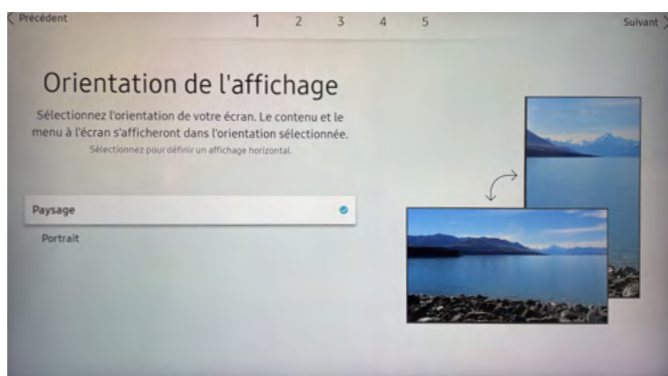 Précédent
1 2 3 4 5
Suivant
Orientation de l'affichage
Sélectionnez l'orientation de votre écran. Le contenu et le
menu à l'écran s'afficheront dans l'orientation sélectionnée.
Sélectionnez pour définir un affichage horizontal.
Paysage
Portrait